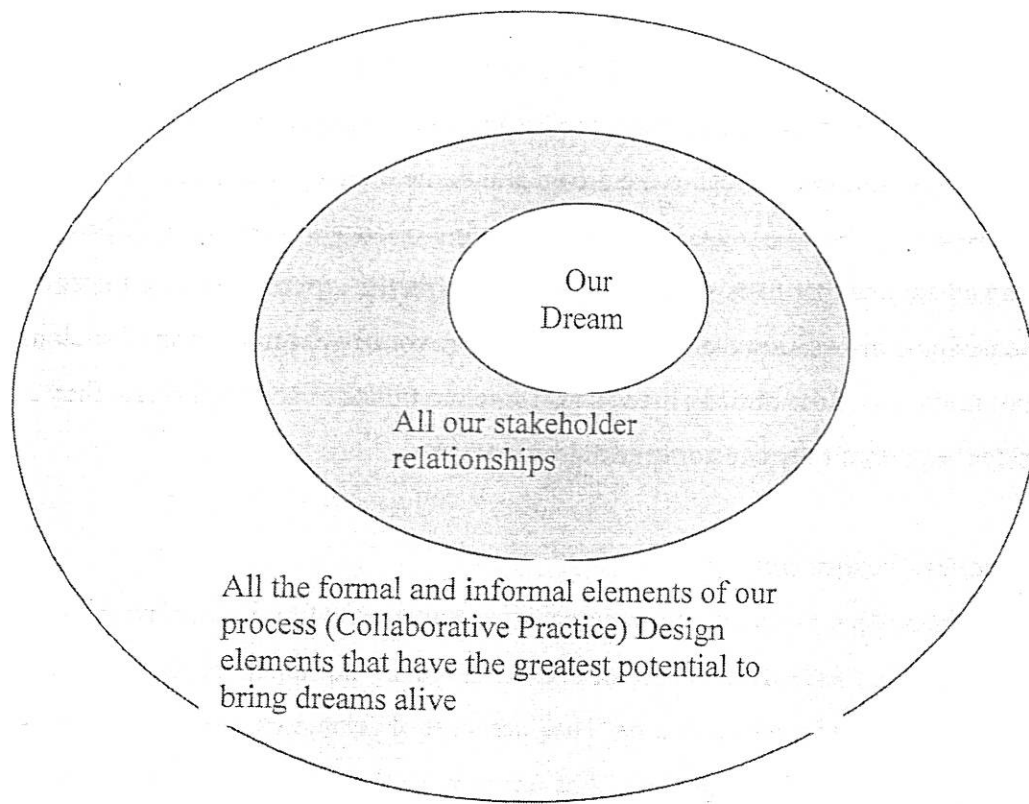 Our
Dream
All our stakeholder
relationships
All the formal and informal elements of our
process (Collaborative Practice) Design
elements that have the greatest potential to
bring dreams alive